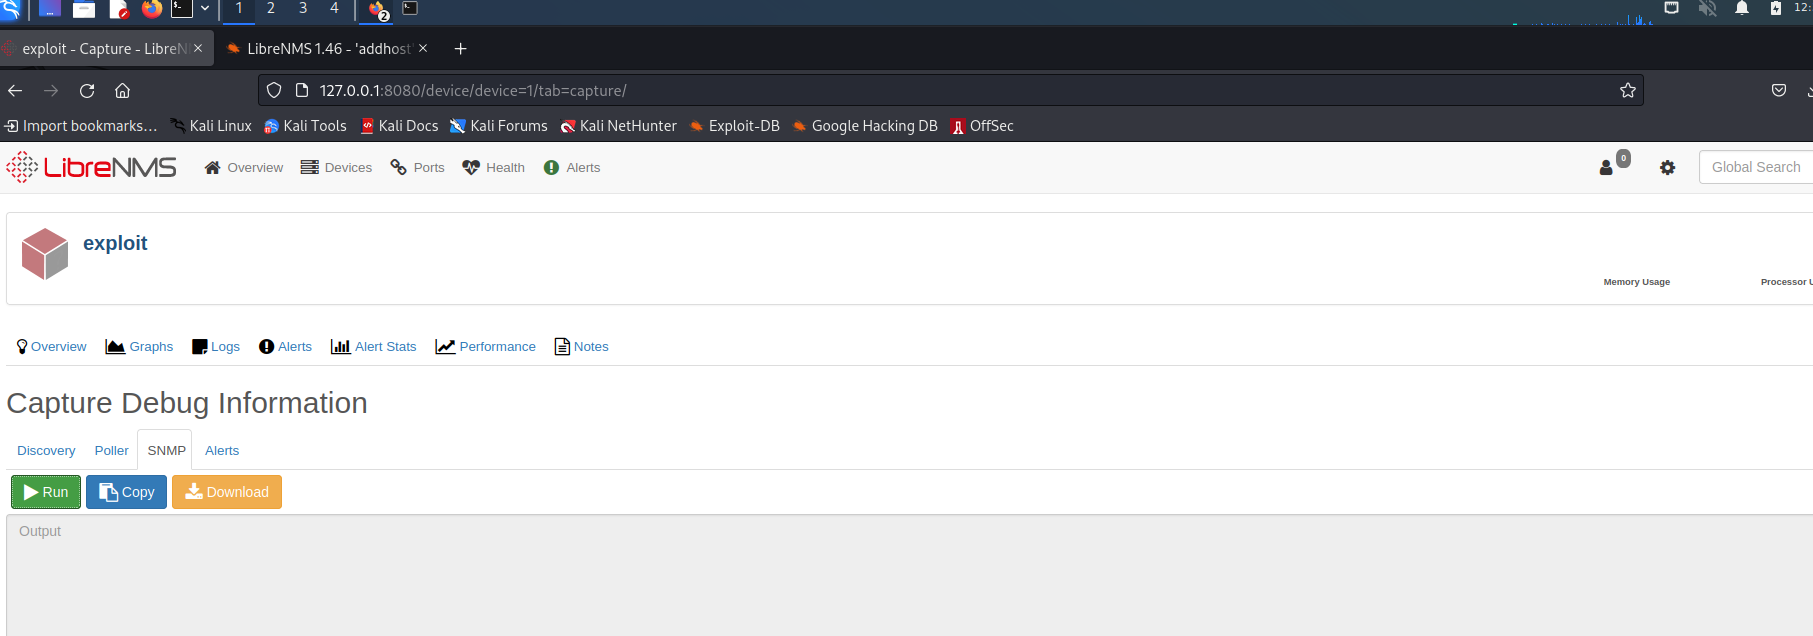 1 2 3 4 2 12:
exploit - Capture - LibreN × LibreNMS 1.46 - 'addhost' × +
127.0.0.1:8080/device/device=1/tab=capture/
Import bookmarks... Kali Linux Kali Tools Kali Docs Kali Forums Kali NetHunter Exploit-DB Google Hacking DB OffSec
LibreNMS Overview Devices Ports Health Alerts 0 Global Search
exploit
Memory Usage Processor U
Overview Graphs Logs Alerts Alert Stats Performance Notes
Capture Debug Information
Discovery Poller SNMP Alerts
Run Copy Download
Output